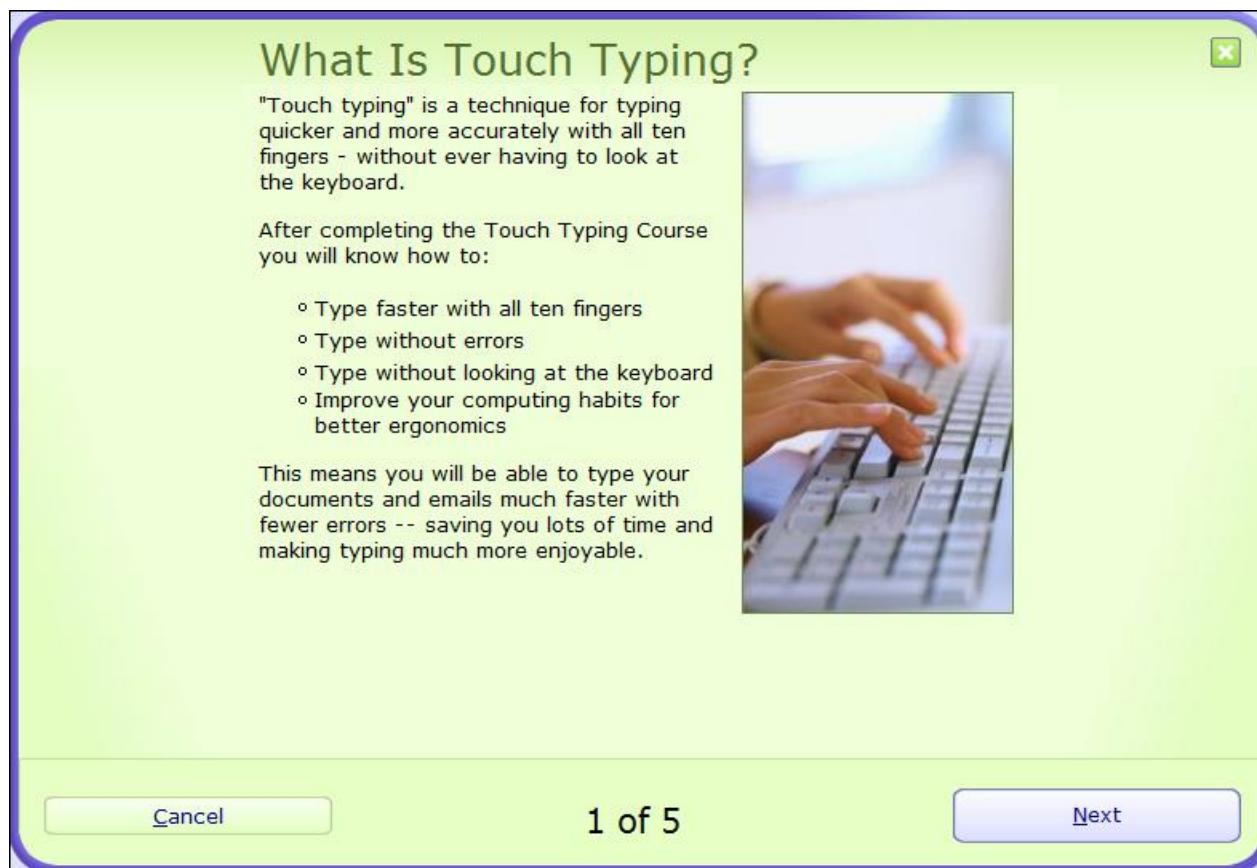 What Is Touch Typing?
"Touch typing" is a technique for typing
quicker and more accurately with all ten
fingers - without ever having to look at
the keyboard.
After completing the Touch Typing Course
you will know how to:
Type faster with all ten fingers
Type without errors
Type without looking at the keyboard
Improve your computing habits for
better ergonomics
This means you will be able to type your
documents and emails much faster with
fewer errors -- saving you lots of time and
making typing much more enjoyable.
Cancel
1 of 5
Next